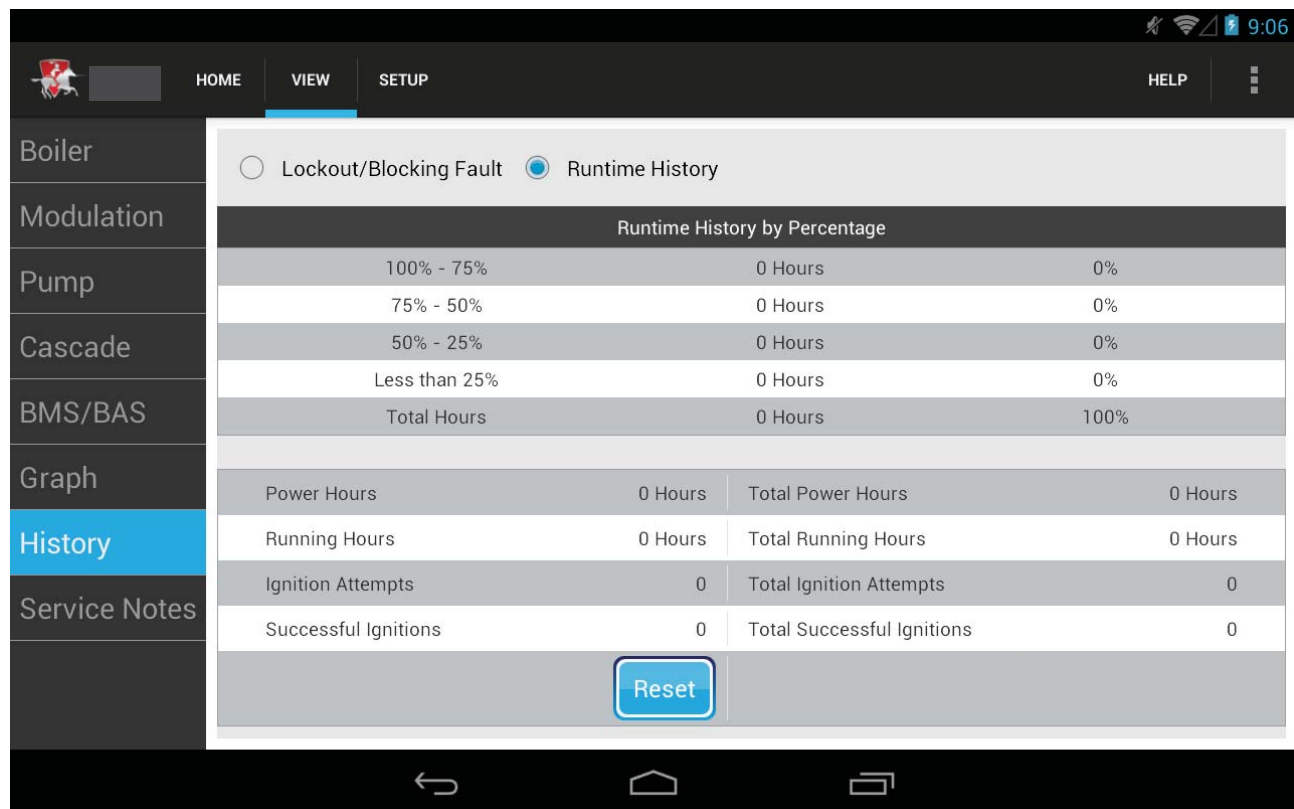 9:06
HOME VIEW SETUP HELP
Boiler
Modulation
Pump
Cascade
BMS/BAS
Graph
History
Service Notes
Lockout/Blocking Fault Runtime History
Runtime History by Percentage
100% - 75% 0 Hours 0%
75% - 50% 0 Hours 0%
50% - 25% 0 Hours 0%
Less than 25% 0 Hours 0%
Total Hours 0 Hours 100%
Power Hours 0 Hours Total Power Hours 0 Hours
Running Hours 0 Hours Total Running Hours 0 Hours
Ignition Attempts 0 Total Ignition Attempts 0
Successful Ignitions 0 Total Successful Ignitions 0
Reset